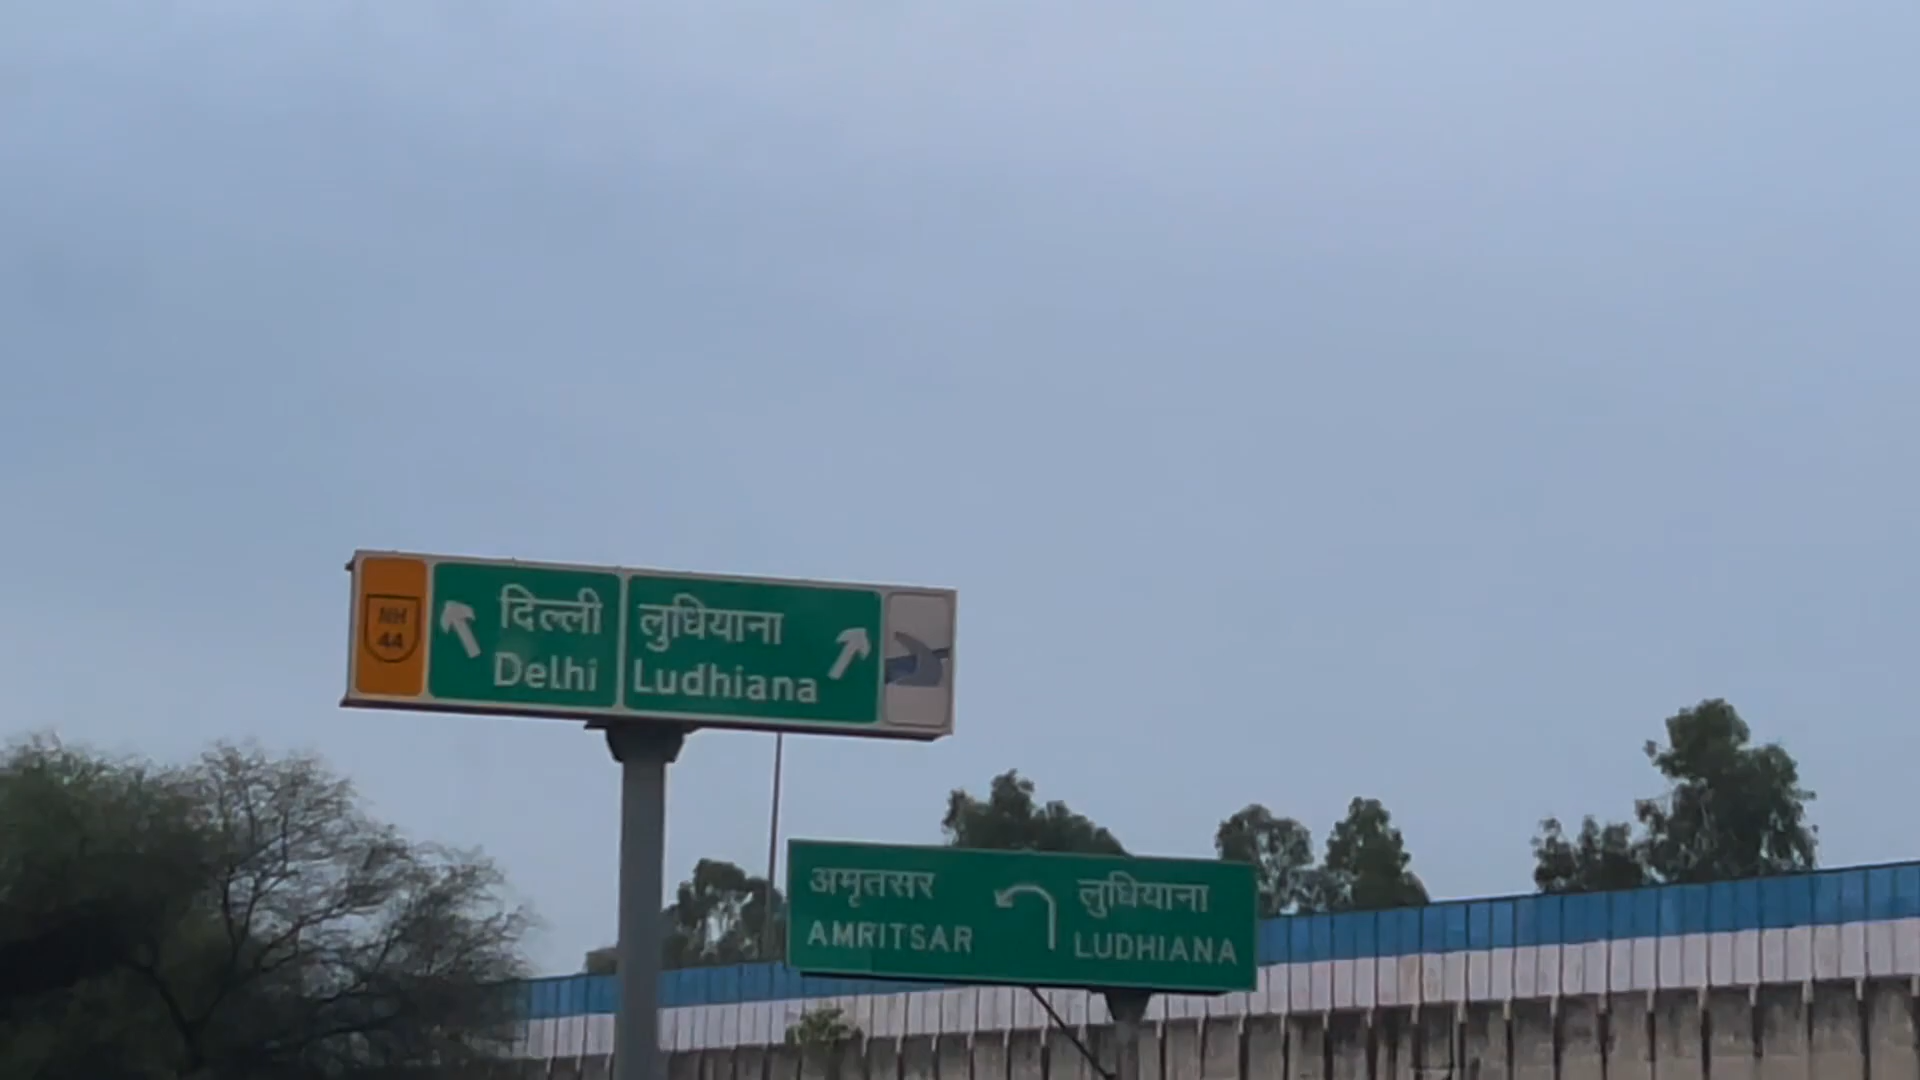 NH
44
दिल्ली
Delhi
लुधियाना
Ludhiana
अमृतसर
AMRITSAR
लुधियाना
LUDHIANA